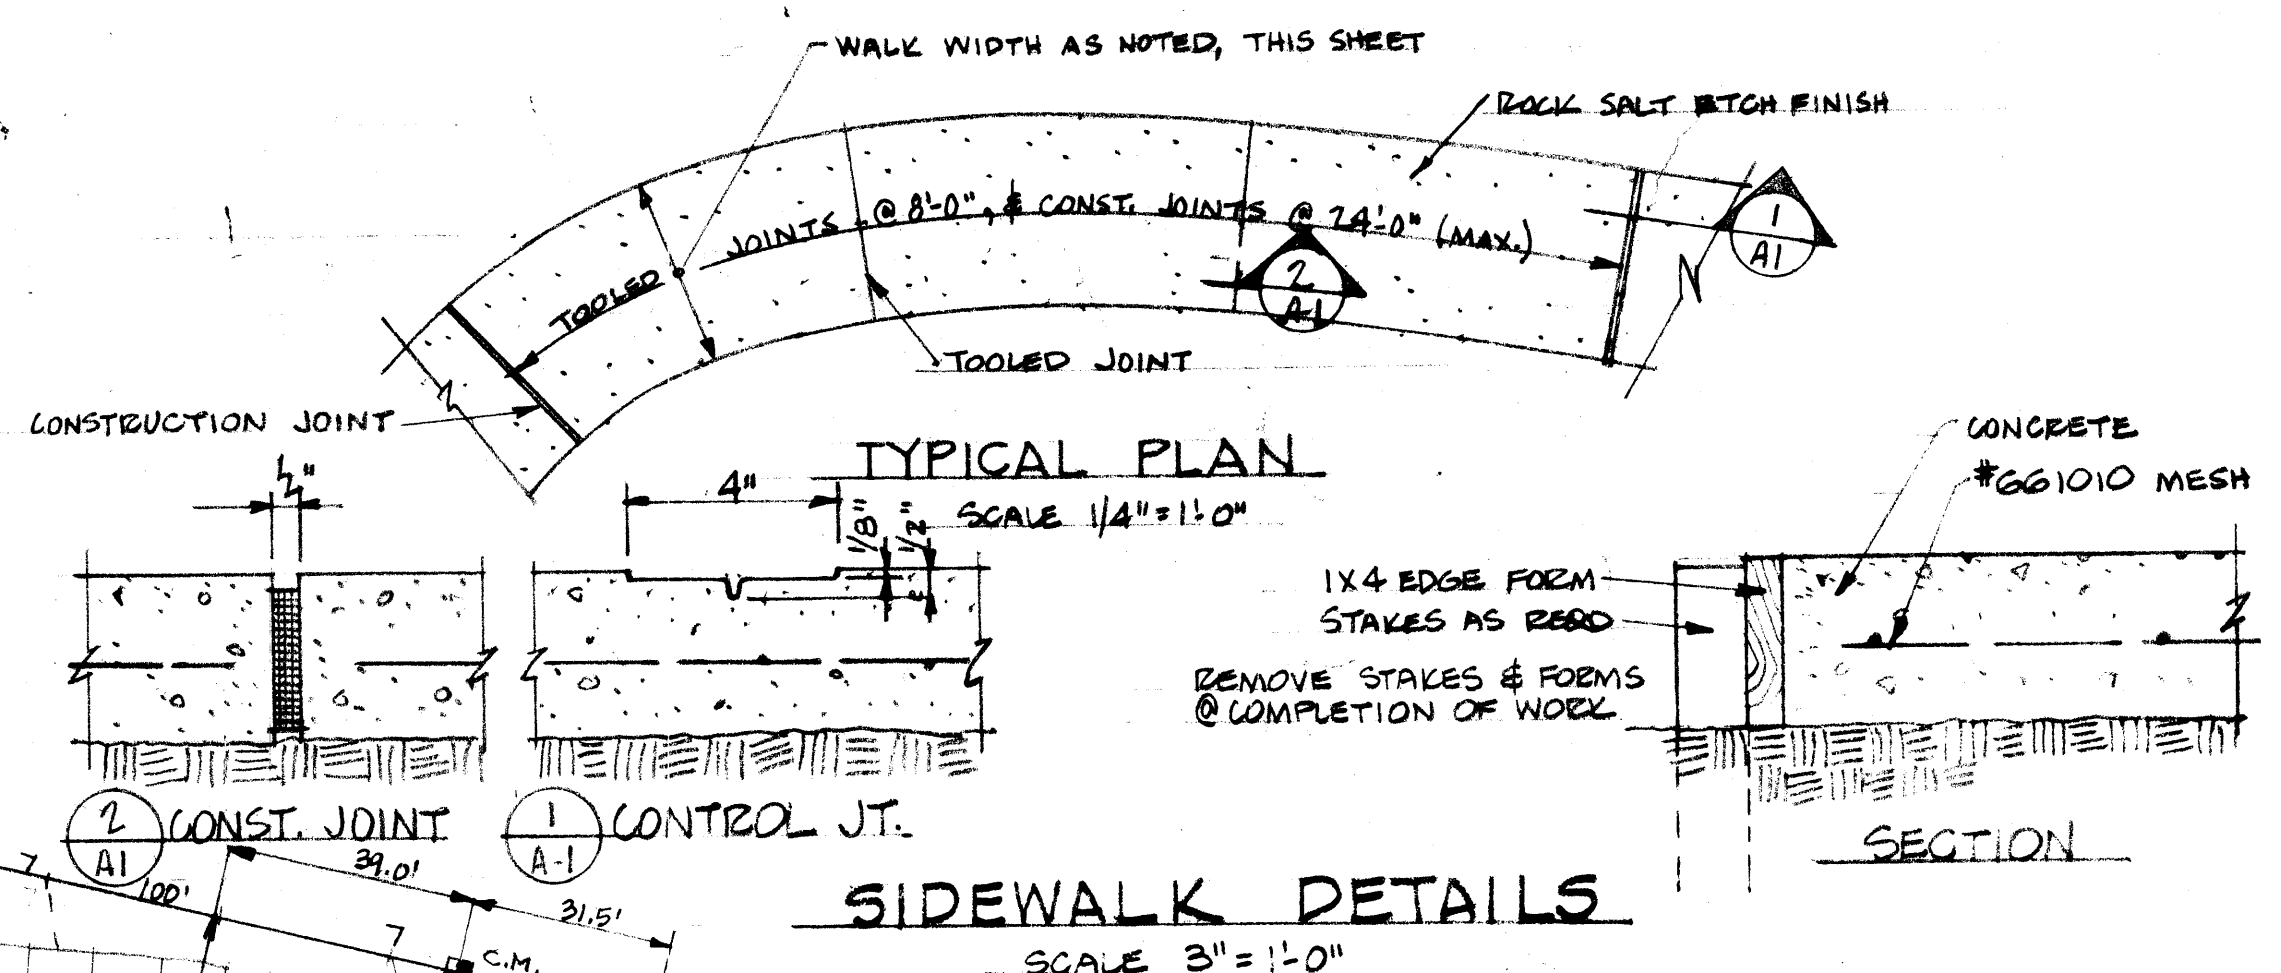 WALK WIDTH AS NOTED, THIS SHEET
ROCK SALT ETCH FINISH
TOOLED JOINTS @ 8'-0", & CONST. JOINTS @ 24'-0" (MAX.)
1
A1
2
A-1
TOOLED JOINT
CONSTRUCTION JOINT
TYPICAL PLAN
SCALE 1/4"=1'-0"
CONCRETE
#661010 MESH
1/2"
4"
1/8"
1/2"
1X4 EDGE FORM
STAKES AS REQD
REMOVE STAKES & FORMS
@ COMPLETION OF WORK
2
A1
CONST. JOINT
1
A-1
CONTROL JT.
SECTION
SIDEWALK DETAILS
SCALE 3"=1'-0"
7
100'
39.0'
31.5'
7
C.M.